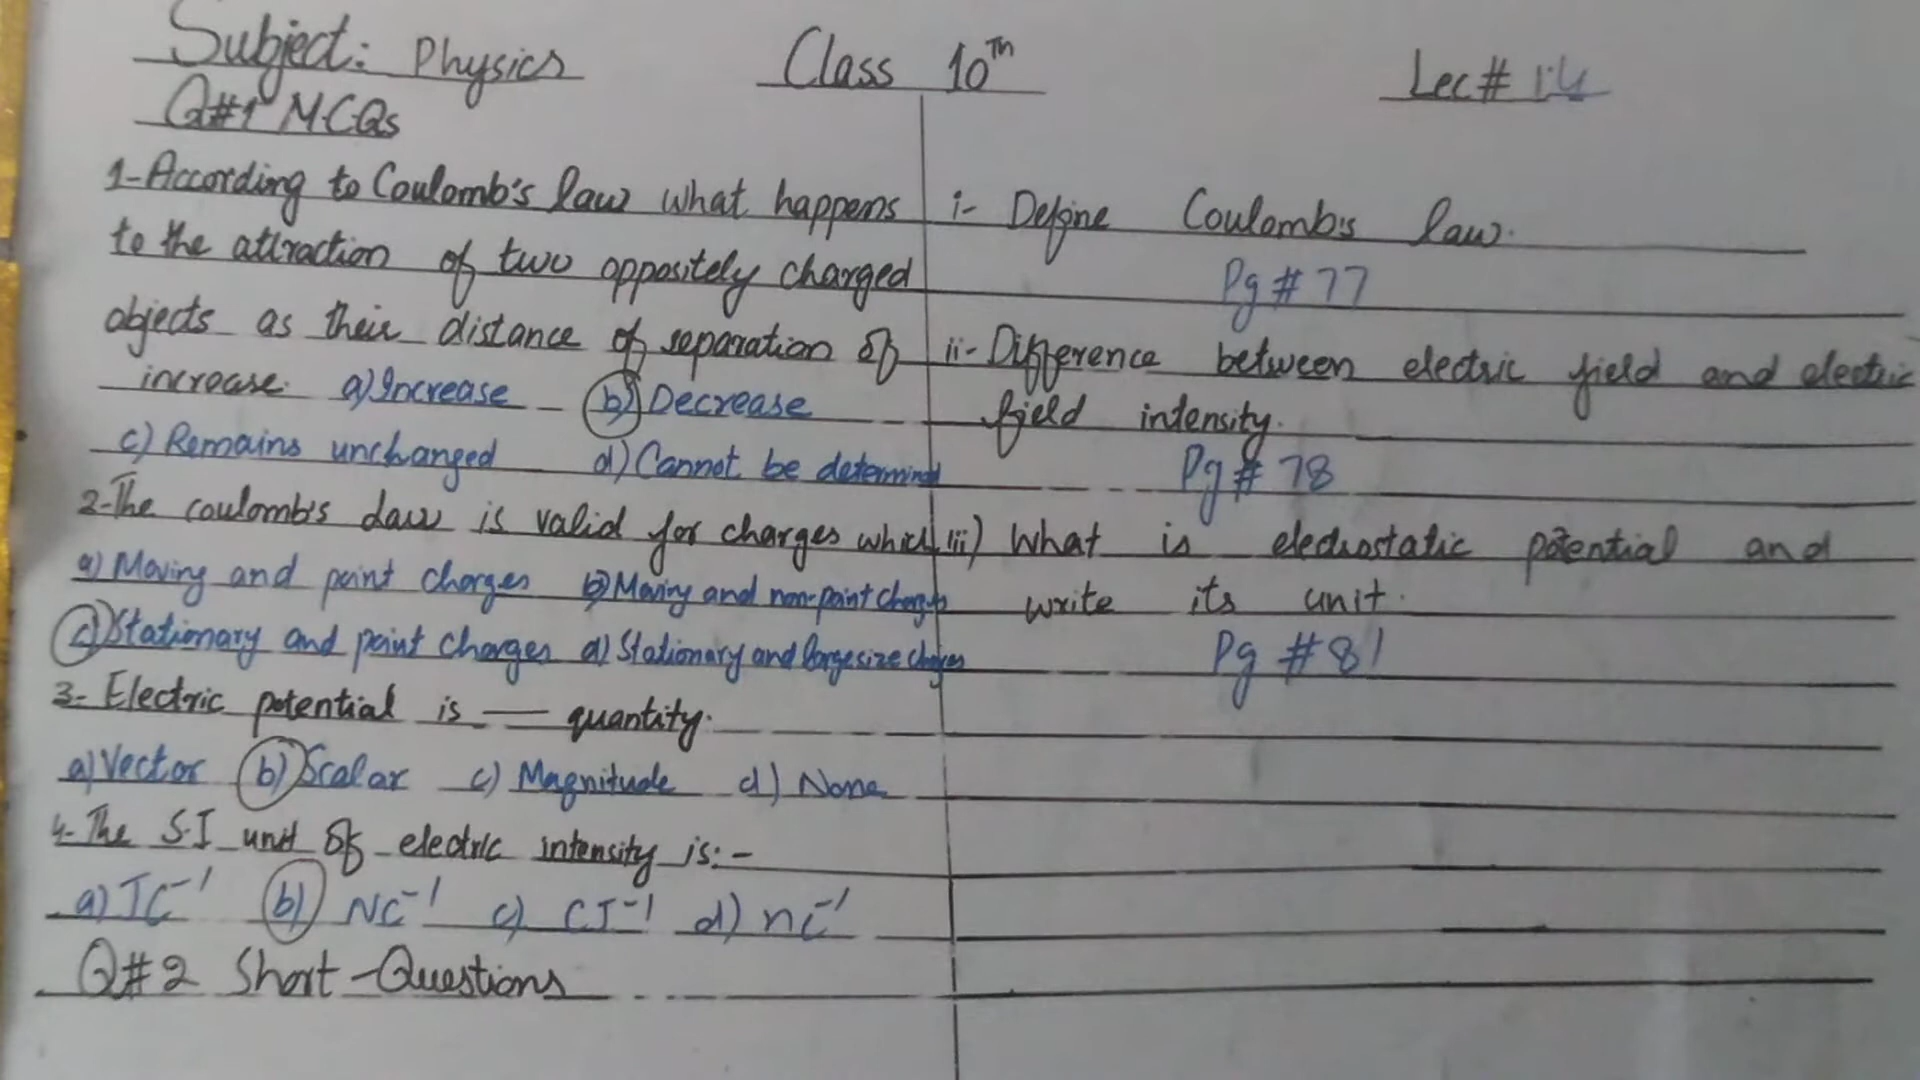 Subject: Physics Class 10Th Lec# 14
Q#1 MCQs
1-According to Coulomb's law what happens
to the attraction of two oppositely charged
objects as their distance of separation of
increase. a) Increase b) Decrease
c) Remains unchanged d) Cannot be determined
2-The coulomb's law is valid for charges which
a) Moving and point charges b) Moving and non-point charges
c) Stationary and point charges d) Stationary and large size charges
3- Electric potential is — quantity.
a) Vector b) Scalar c) Magnitude d) None
4- The S.I unit of electric intensity is:-
a) JC⁻¹ b) NC⁻¹ c) CJ⁻¹ d) nc⁻¹
Q#2 Short-Questions
i- Define Coulomb's law.
Pg # 77
ii- Difference between electric field and electric
field intensity.
Pg # 78
iii) What is electrostatic potential and
write its unit.
Pg #81